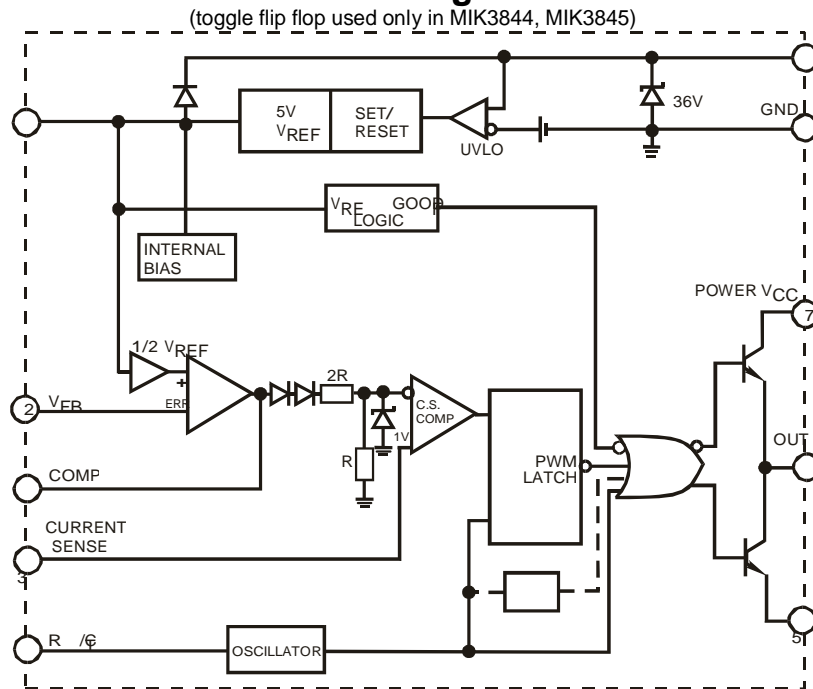 (toggle flip flop used only in MIK3844, MIK3845)
5V
VREF
SET/
RESET
UVLO
36V
GND
VRE GOOP
LOGIC
INTERNAL
BIAS
POWER VCC
7
1/2 VREF
+
ERR
2
VFB
2R
C.S.
COMP
1V
R
PWM
LATCH
OUT
COMP
CURRENT
SENSE
3
5
R /C
T
OSCILLATOR